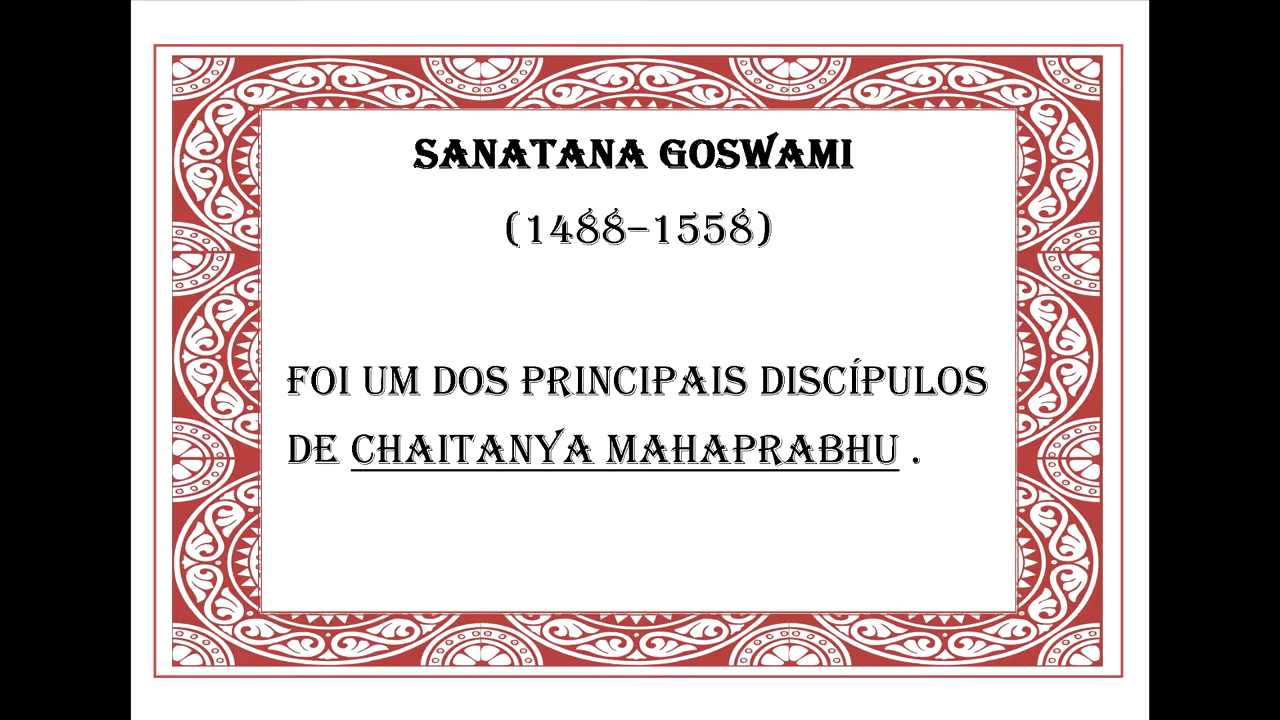 SANATANA GOSWAMI
(1488–1558)
FOI UM DOS PRINCIPAIS DISCÍPULOS
DE CHAITANYA MAHAPRABHU .